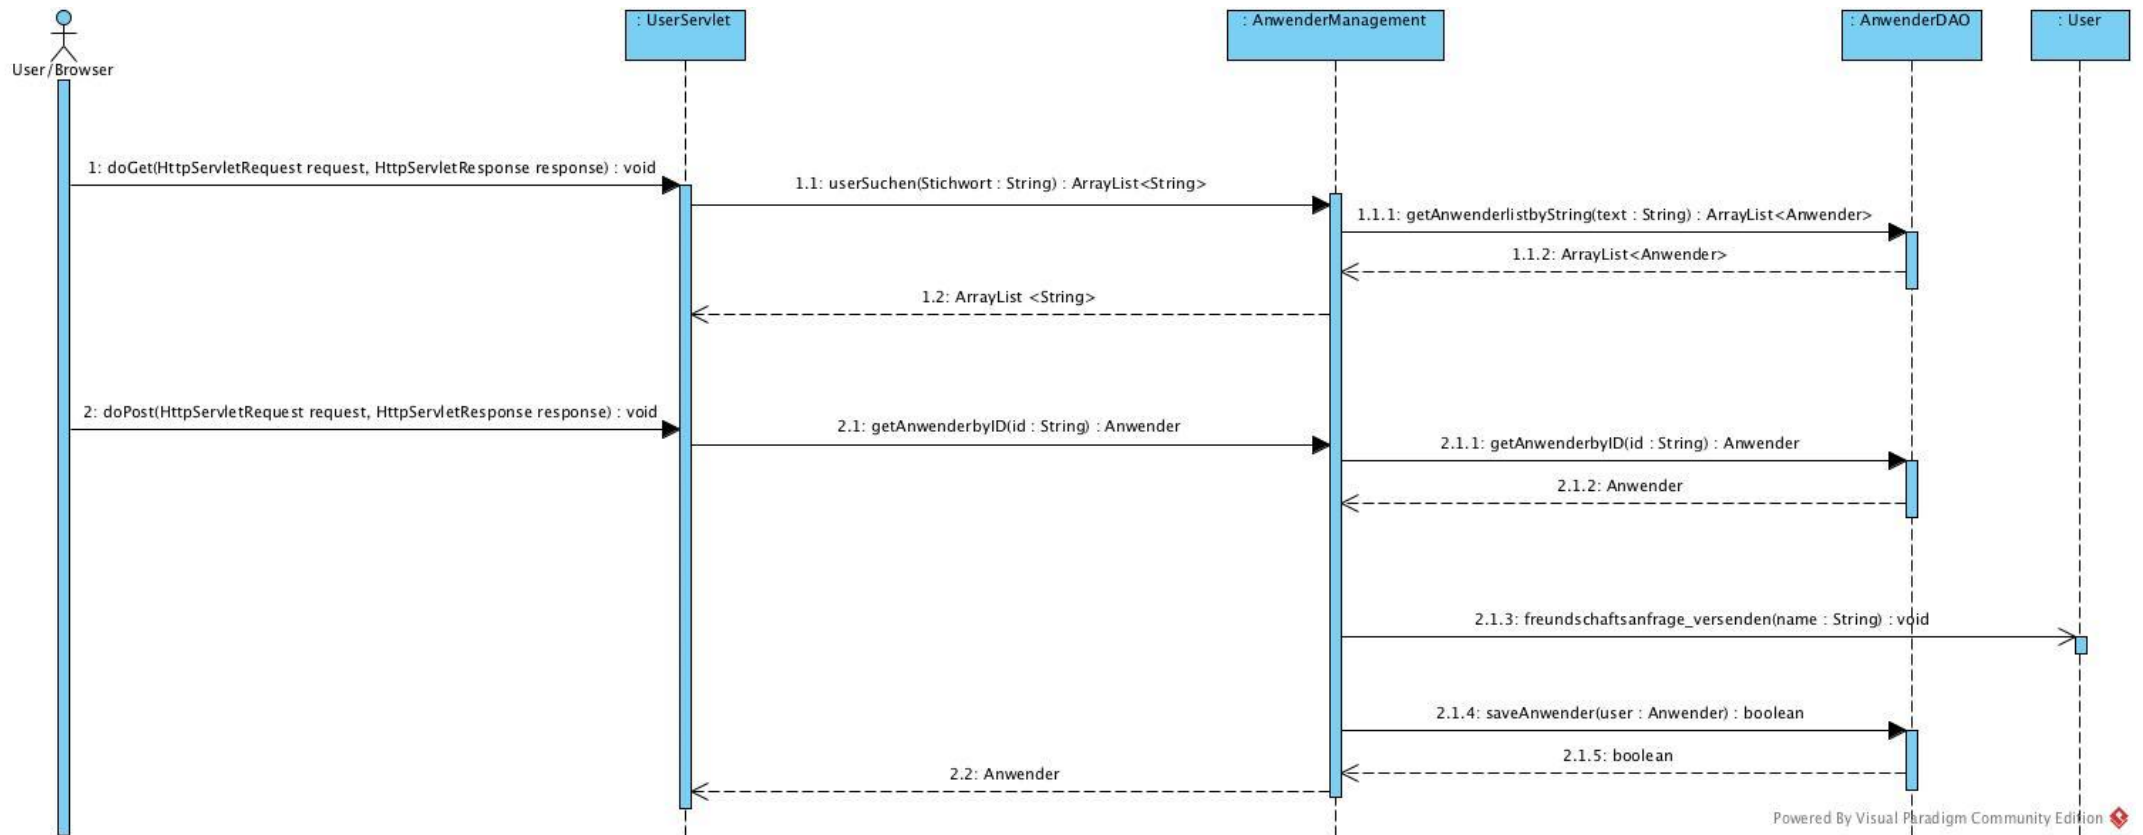 : UserServlet
: AnwenderManagement
: AnwenderDAO
: User
User/Browser
1: doGet(HttpServletRequest request, HttpServletResponse response) : void
1.1: userSuchen(Stichwort : String) : ArrayList<String>
1.1.1: getAnwenderlistbyString(text : String) : ArrayList<Anwender>
1.1.2: ArrayList<Anwender>
1.2: ArrayList <String>
2: doPost(HttpServletRequest request, HttpServletResponse response) : void
2.1: getAnwenderbyID(id : String) : Anwender
2.1.1: getAnwenderbyID(id : String) : Anwender
2.1.2: Anwender
2.1.3: freundschaftsanfrage_versenden(name : String) : void
2.1.4: saveAnwender(user : Anwender) : boolean
2.1.5: boolean
2.2: Anwender
Powered By Visual Paradigm Community Edition